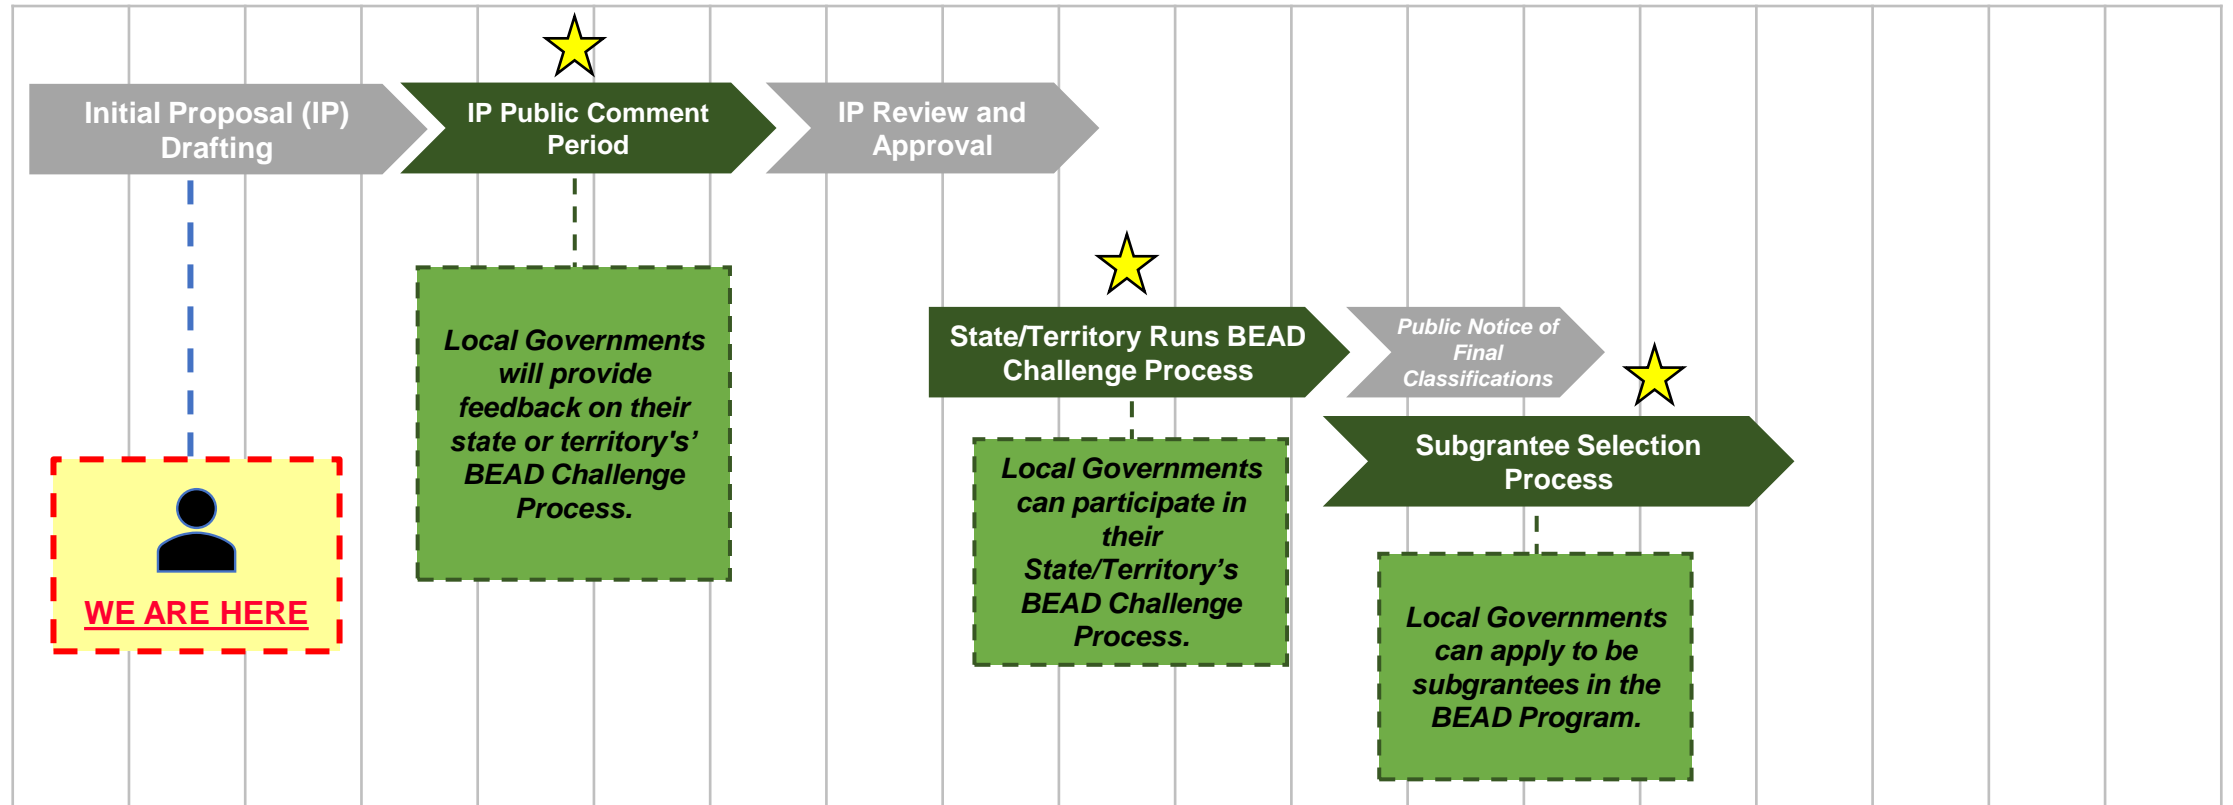 Initial Proposal (IP)
Drafting
IP Public Comment
Period
IP Review and
Approval
Local Governments
will provide
feedback on their
state or territory's’
BEAD Challenge
Process.
WE ARE HERE
State/Territory Runs BEAD
Challenge Process
Public Notice of
Final
Classifications
Subgrantee Selection
Process
Local Governments
can participate in
their
State/Territory’s
BEAD Challenge
Process.
Local Governments
can apply to be
subgrantees in the
BEAD Program.